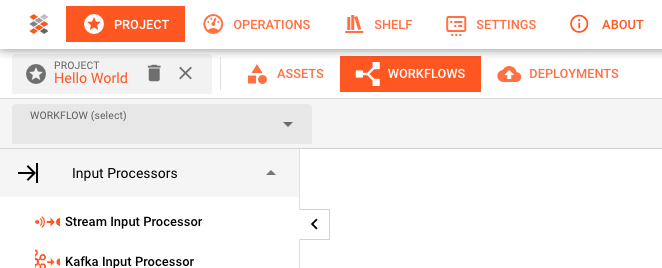 PROJECT OPERATIONS SHELF SETTINGS ABOUT
PROJECT
Hello World
ASSETS WORKFLOWS DEPLOYMENTS
WORKFLOW (select)
Input Processors
Stream Input Processor
Kafka Input Processor